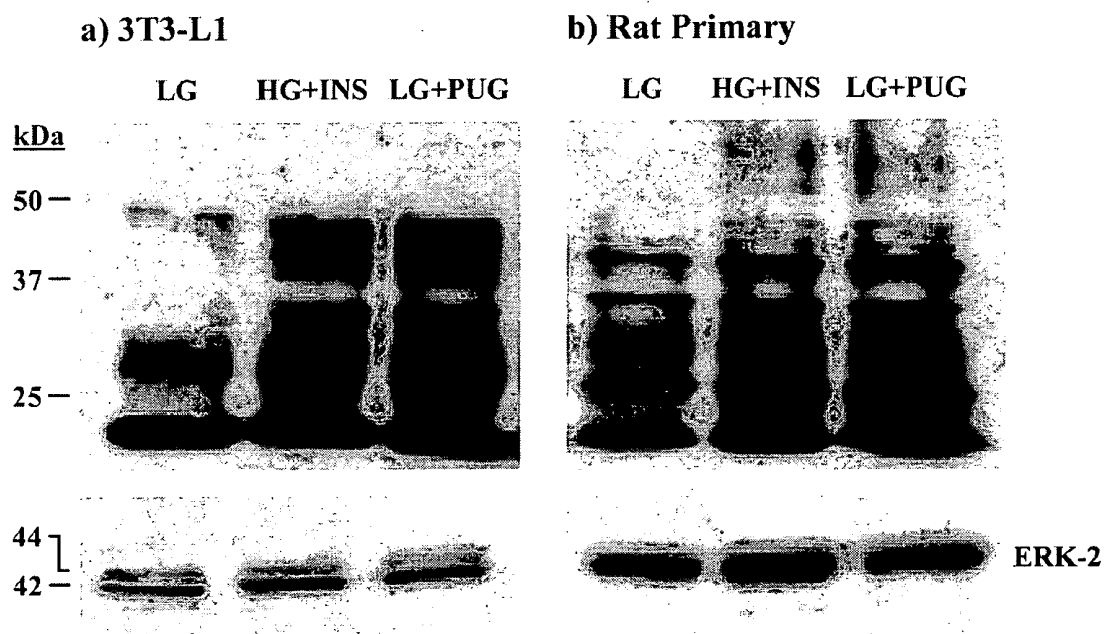 a) 3T3-L1
b) Rat Primary
LG HG+INS LG+PUG
LG HG+INS LG+PUG
kDa
50
37
25
44
42
ERK-2